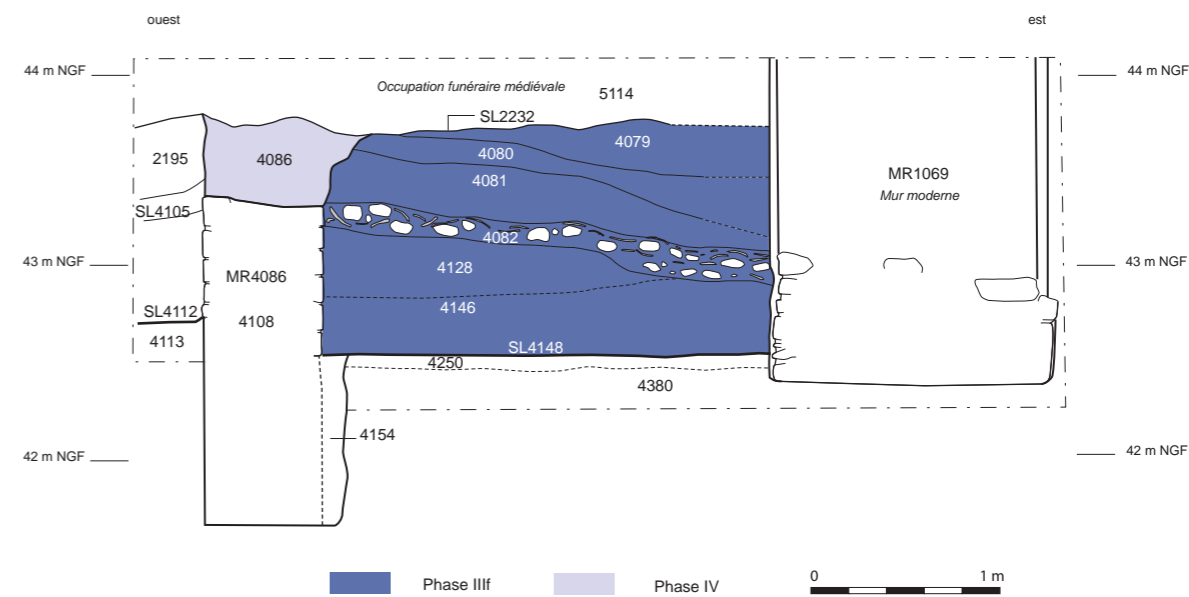 ouest
est
44 m NGF
44 m NGF
Occupation funéraire médiévale
5114
SL2232
4079
2195
4086
4080
4081
MR1069
Mur moderne
SL4105
4082
43 m NGF
43 m NGF
4128
MR4086
4146
SL4112
4108
4113
SL4148
4250
4380
4154
42 m NGF
42 m NGF
Phase IIIf
Phase IV
0
1 m